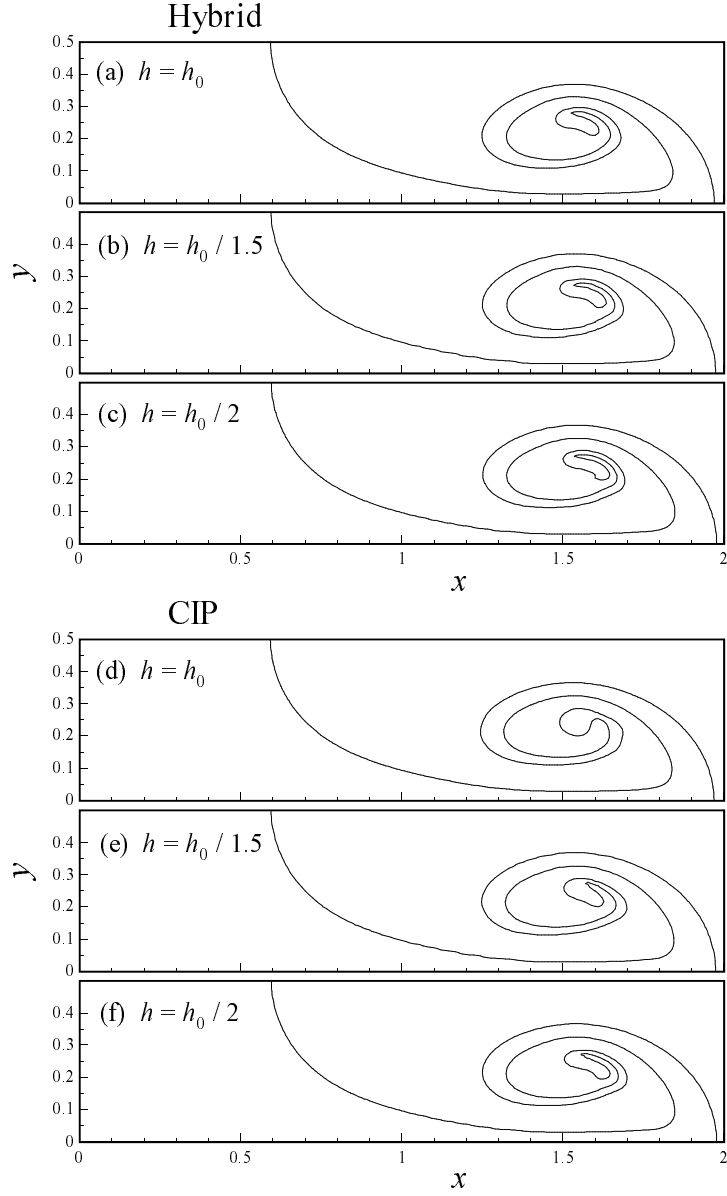 Hybrid
0.5
(a) h = h0
0.4
0.3
0.2
0.1
0
(b) h = h0 / 1.5
0.4
0.3
0.2
0.1
0
y
(c) h = h0 / 2
0.4
0.3
0.2
0.1
0
0 0.5 1 1.5 2
x
CIP
0.5
(d) h = h0
0.4
0.3
0.2
0.1
0
(e) h = h0 / 1.5
0.4
0.3
0.2
0.1
0
y
(f) h = h0 / 2
0.4
0.3
0.2
0.1
0
0 0.5 1 1.5 2
x